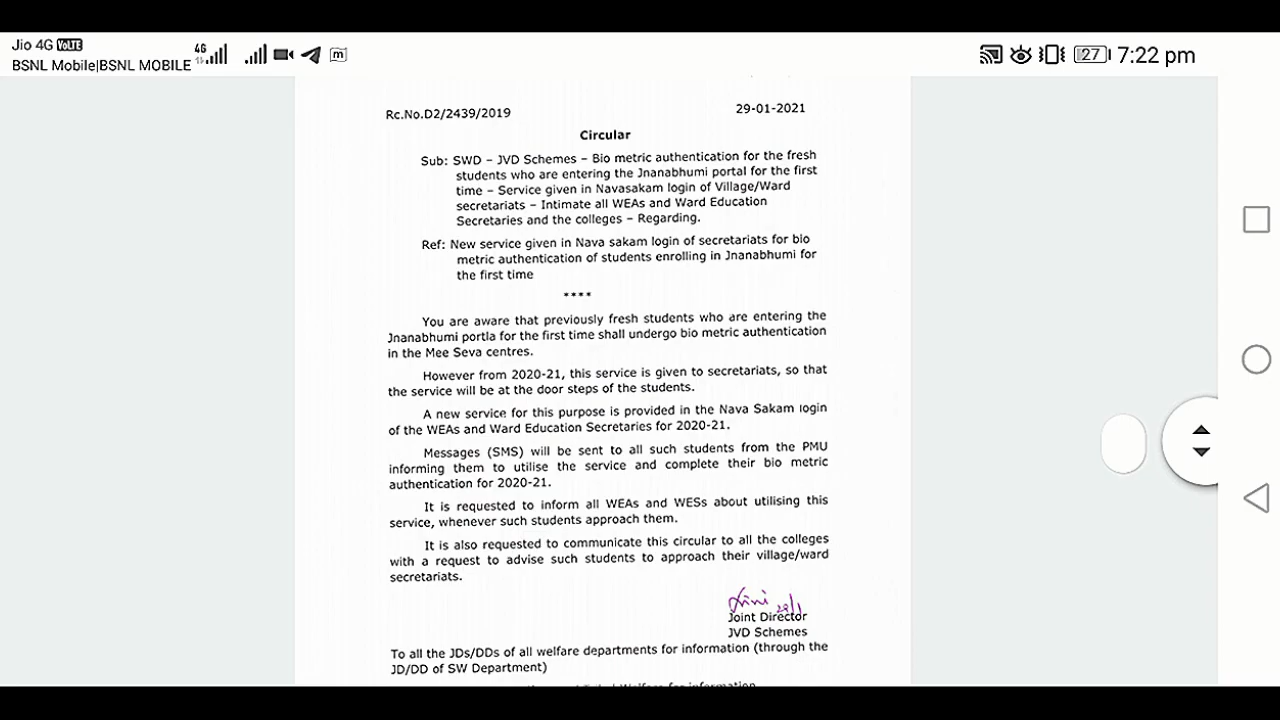 Jio 4G VoLTE
BSNL Mobile|BSNL MOBILE
4G
m
27
7:22 pm
Rc.No.D2/2439/2019
29-01-2021
Circular
Sub: SWD – JVD Schemes – Bio metric authentication for the fresh
students who are entering the Jnanabhumi portal for the first
time – Service given in Navasakam login of Village/Ward
secretariats – Intimate all WEAs and Ward Education
Secretaries and the colleges – Regarding.
Ref: New service given in Nava sakam login of secretariats for bio
metric authentication of students enrolling in Jnanabhumi for
the first time
****
You are aware that previously fresh students who are entering the
Jnanabhumi portla for the first time shall undergo bio metric authentication
in the Mee Seva centres.
However from 2020-21, this service is given to secretariats, so that
the service will be at the door steps of the students.
A new service for this purpose is provided in the Nava Sakam login
of the WEAs and Ward Education Secretaries for 2020-21.
Messages (SMS) will be sent to all such students from the PMU
informing them to utilise the service and complete their bio metric
authentication for 2020-21.
It is requested to inform all WEAs and WESs about utilising this
service, whenever such students approach them.
It is also requested to communicate this circular to all the colleges
with a request to advise such students to approach their village/ward
secretariats.
Joint Director
JVD Schemes
To all the JDs/DDs of all welfare departments for information (through the
JD/DD of SW Department)